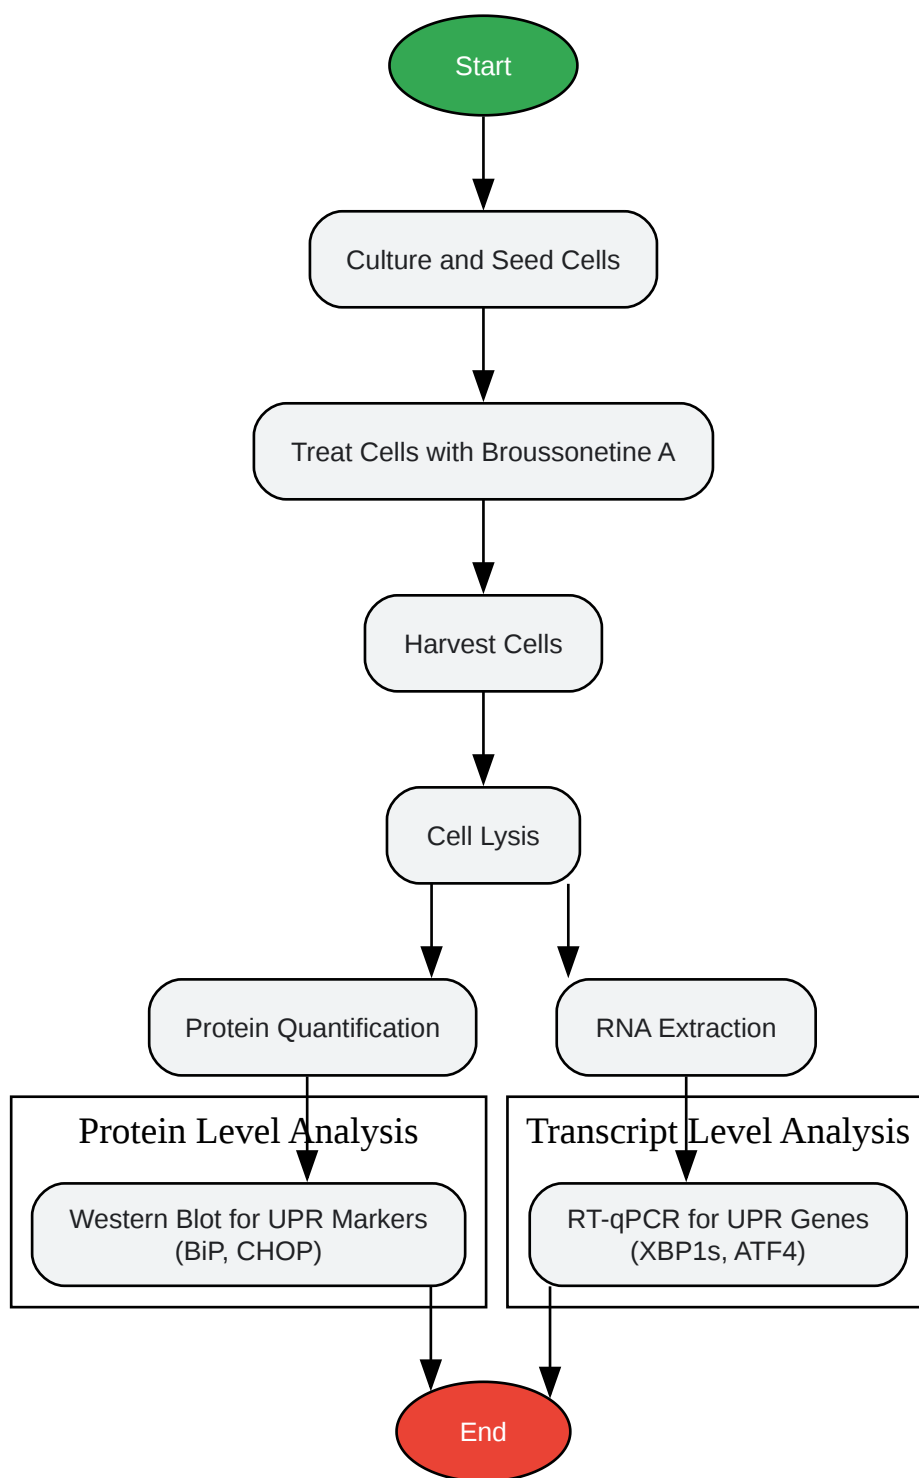 Start
Culture and Seed Cells
Treat Cells with Broussonetine A
Harvest Cells
Cell Lysis
Protein Quantification
RNA Extraction
Protein Level Analysis
Transcript Level Analysis
Western Blot for UPR Markers
(BiP, CHOP)
RT-qPCR for UPR Genes
(XBP1s, ATF4)
End